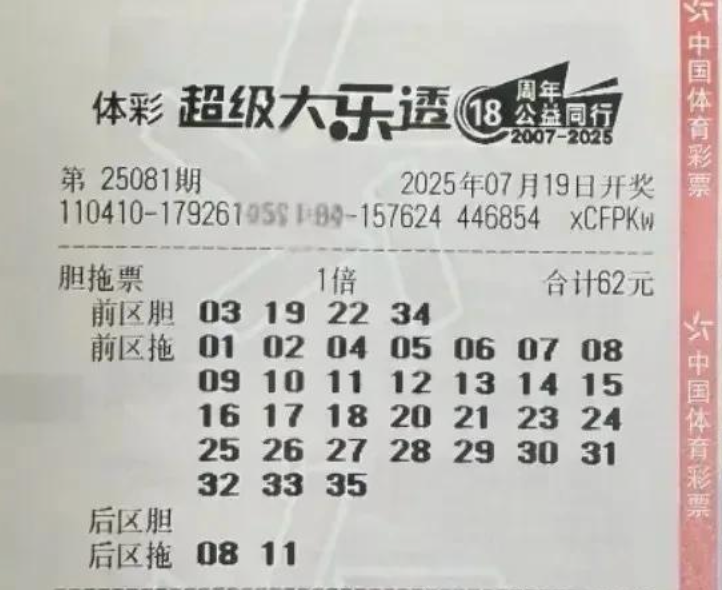 体彩 超级大乐透 18 周年 公益同行 2007-2025
第 25081期 2025年07月19日开奖
110410-179261 -157624 446854 xCFPKw
胆拖票 1倍 合计62元
前区胆 03 19 22 34
前区拖 01 02 04 05 06 07 08
09 10 11 12 13 14 15
16 17 18 20 21 23 24
25 26 27 28 29 30 31
32 33 35
后区胆
后区拖 08 11
中国体育彩票
中国体育彩票